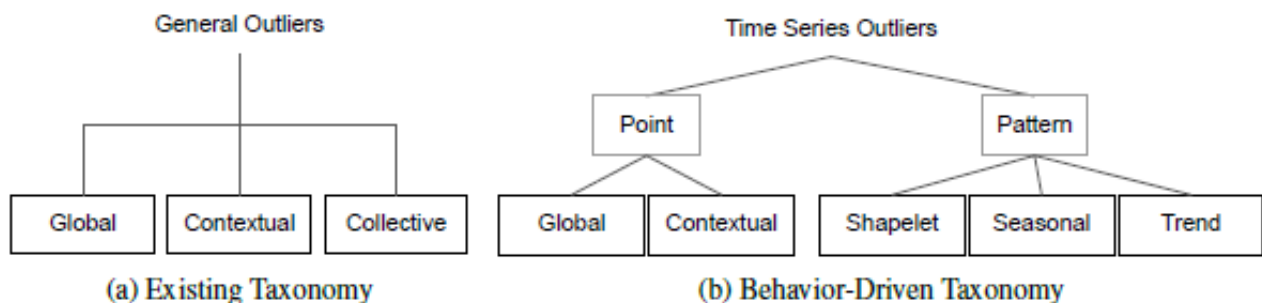 General Outliers
Global
Contextual
Collective
(a) Existing Taxonomy
Time Series Outliers
Point
Pattern
Global
Contextual
Shapelet
Seasonal
Trend
(b) Behavior-Driven Taxonomy